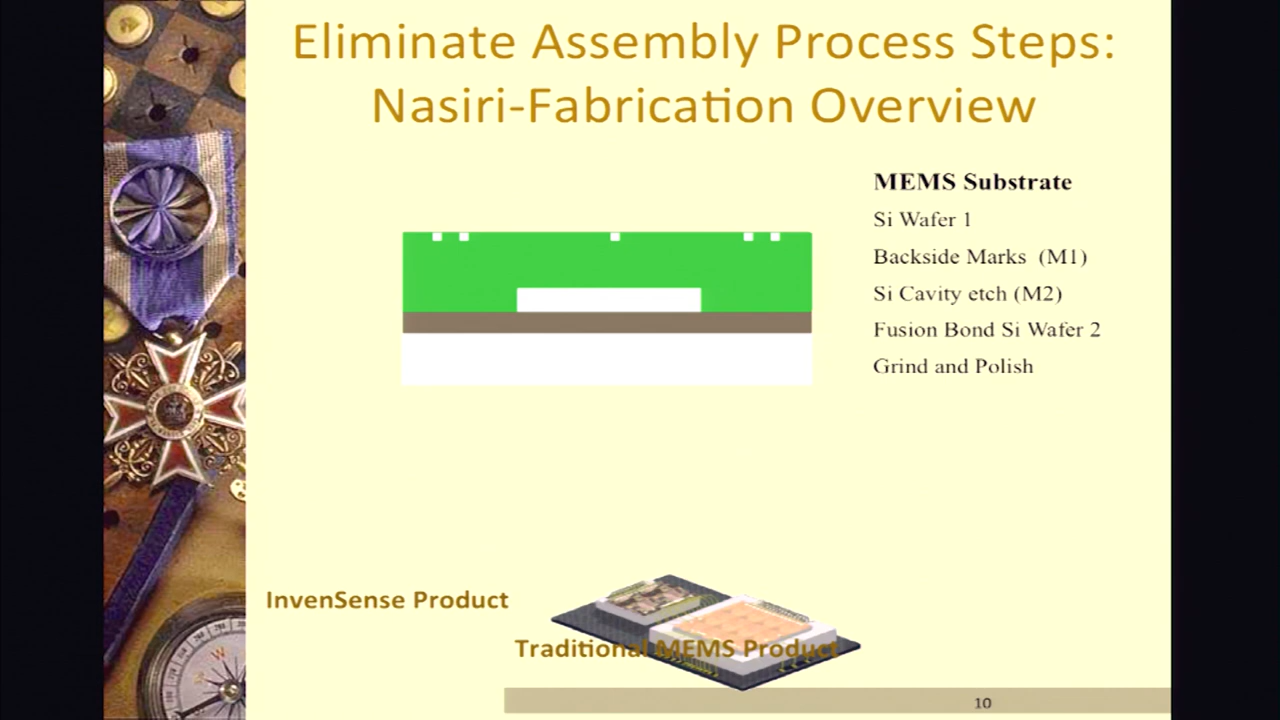 Eliminate Assembly Process Steps:
Nasiri-Fabrication Overview
MEMS Substrate
Si Wafer 1
Backside Marks (M1)
Si Cavity etch (M2)
Fusion Bond Si Wafer 2
Grind and Polish
InvenSense Product
Traditional MEMS Product
10